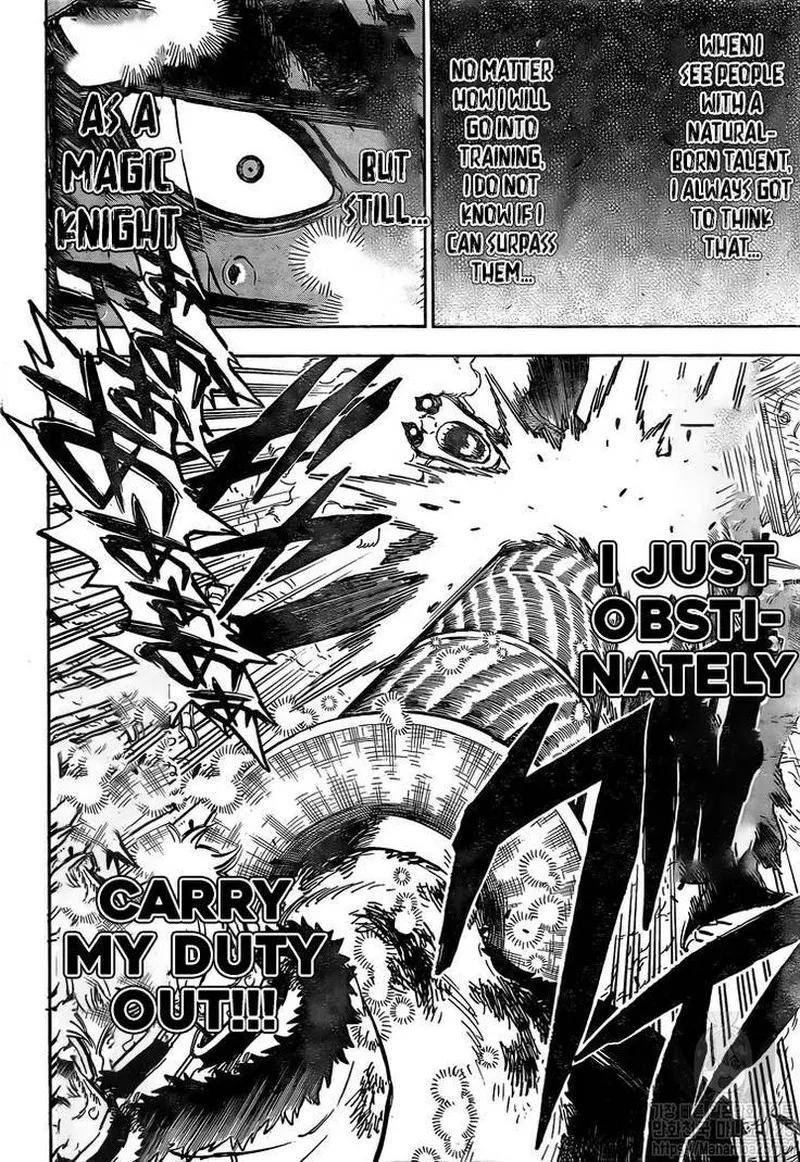 WHEN I
SEE PEOPLE
WITH A
NATURAL-
BORN TALENT,
I ALWAYS GOT
TO THINK
THAT...
NO MATTER
HOW I WILL
GO INTO
TRAINING,
I DO NOT
KNOW IF I
CAN SURPASS
THEM...
BUT
STILL...
AS A
MAGIC
KNIGHT
I JUST
OBSTI-
NATELY
CARRY
MY DUTY
OUT!!!